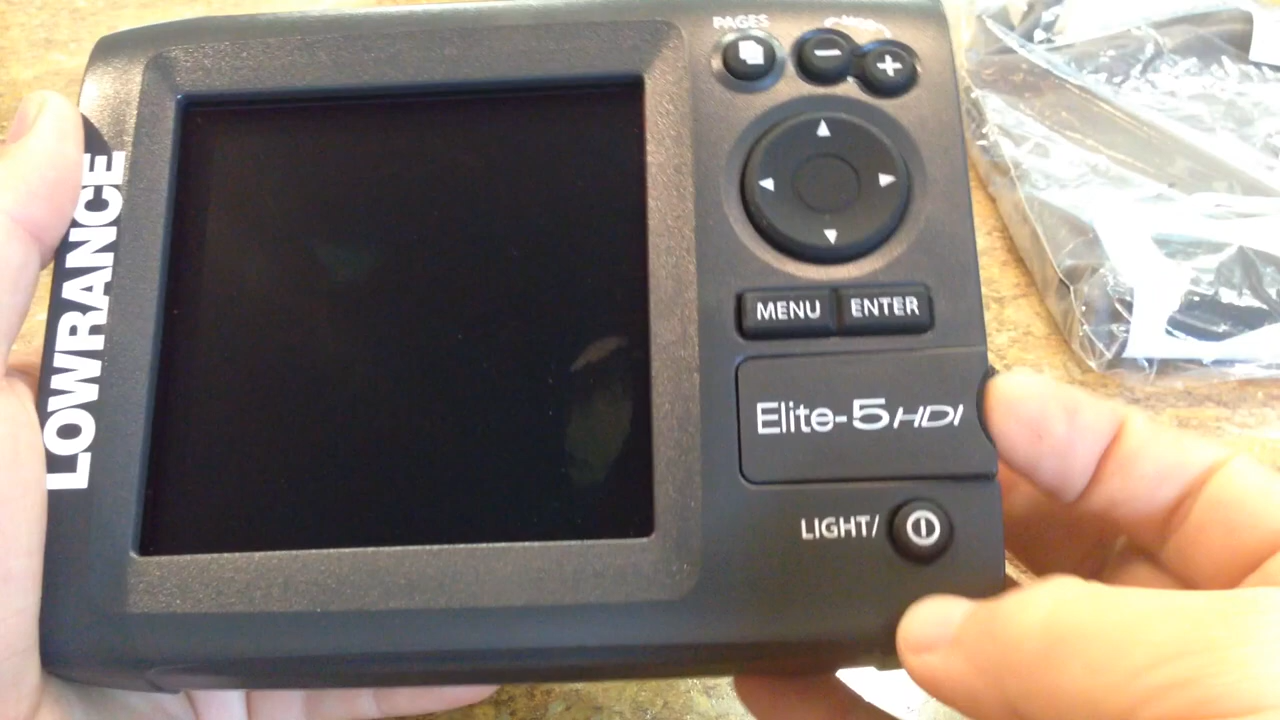 LOWRANCE
PAGES
− +
MENU ENTER
Elite-5 HDI
LIGHT/